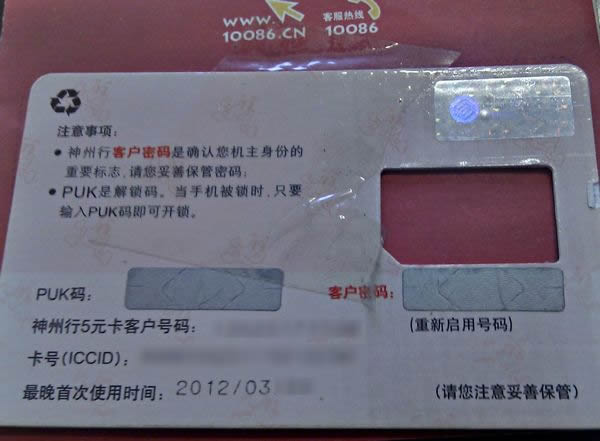 www.
10086.CN
客服热线
10086
注意事项：
• 神州行客户密码是确认您机主身份的
重要标志，请您妥善保管密码；
• PUK是解锁码。当手机被锁时，只要
输入PUK码即可开锁。
PUK码：
客户密码：
神州行5元卡客户号码：
(重新启用号码)
卡号(ICCID)：
最晚首次使用时间：2012/03
(请您注意妥善保管)